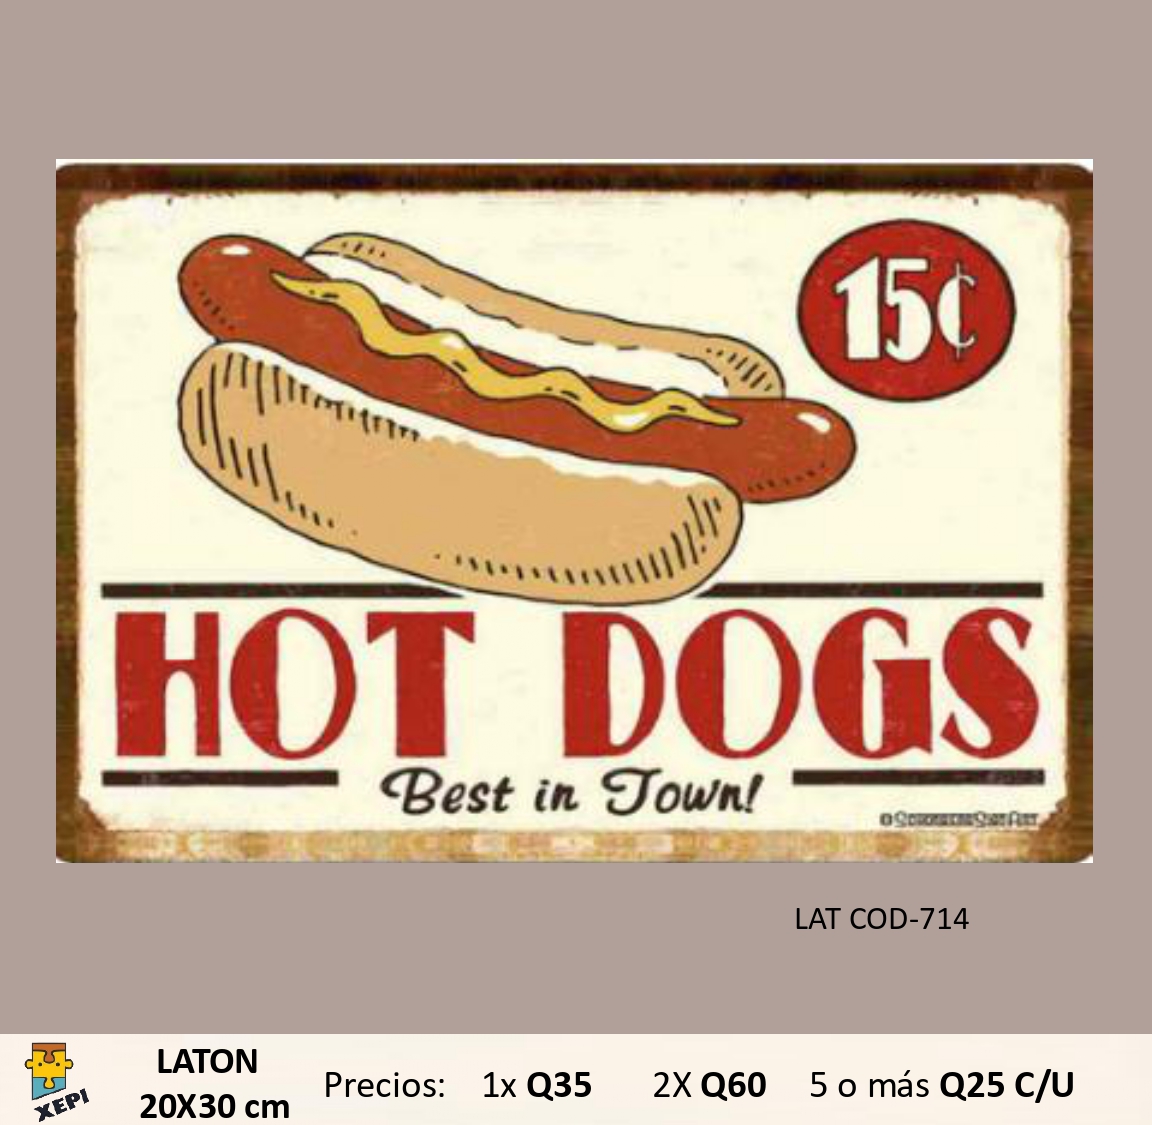 15¢
HOT DOGS
Best in Town!
LAT COD-714
XEPI
LATON
20X30 cm
Precios: 1x Q35 2X Q60 5 o más Q25 C/U